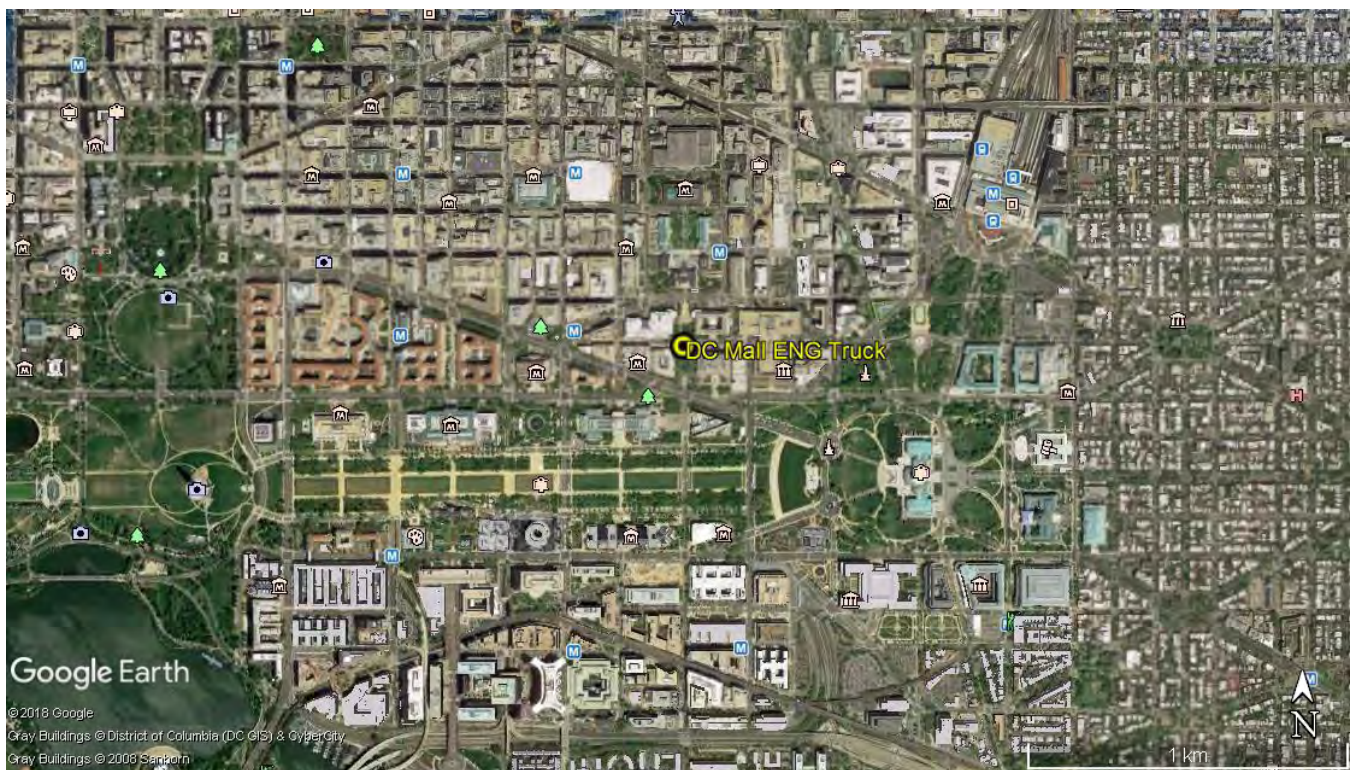 DC Mall ENG Truck
Google Earth
© 2018 Google
Gray Buildings © District of Columbia (DC GIS) & CyberCity
Gray Buildings © 2008 Sanborn
N
1 km